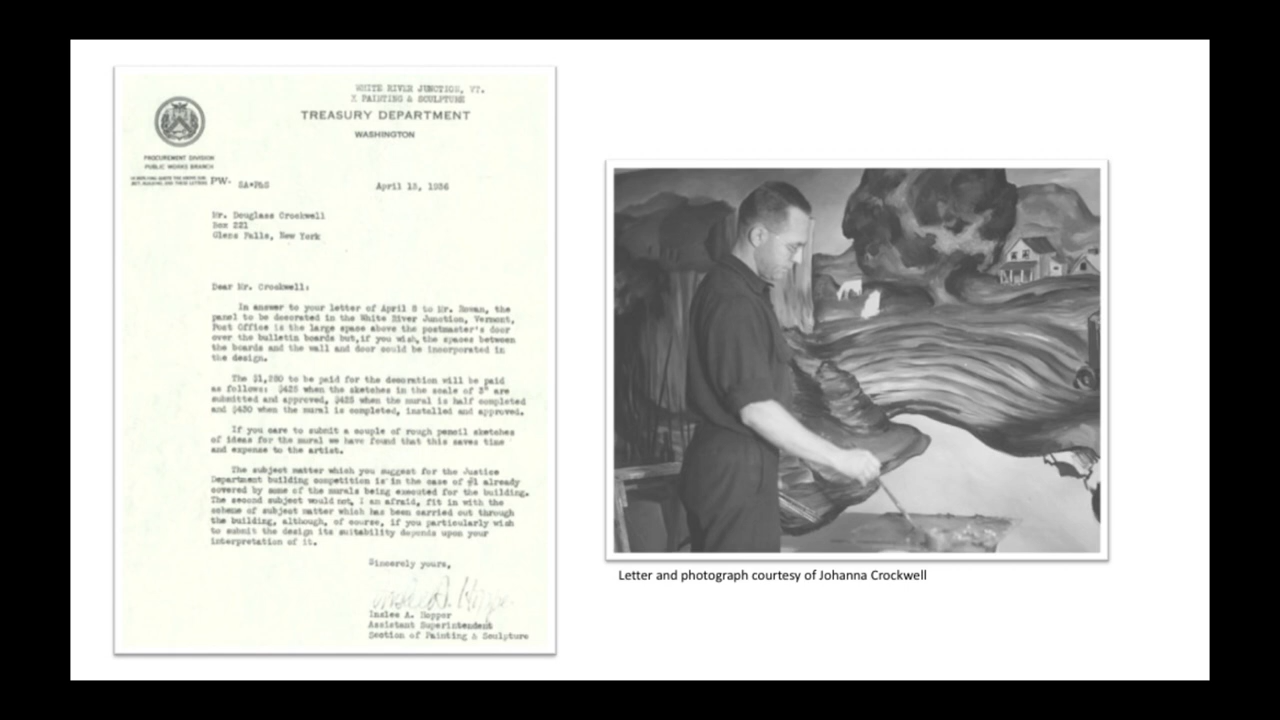 WHITE RIVER JUNCTION, VT.
X PAINTING & SCULPTURE
TREASURY DEPARTMENT
WASHINGTON
PROCUREMENT DIVISION
PUBLIC WORKS BRANCH
PW-
April 13, 1936
Mr. Douglass Crockwell
Box 221
Glens Falls, New York
Dear Mr. Crockwell:
In answer to your letter of April 8 to Mr. Rowan, the
panel to be decorated in the White River Junction, Vermont,
Post Office is the large space above the postmaster's door
over the bulletin boards but, if you wish, the spaces between
the boards and the wall and door could be incorporated in
the design.
The to be paid for the decoration will be paid
as follows: $425 when the sketches in the scale of are
submitted and approved, $425 when the mural is half completed
and $430 when the mural is completed, installed and approved.
If you care to submit a couple of rough pencil sketches
of ideas for the mural we have found that this saves time
and expense to the artist.
The subject matter which you suggest for the Justice
Department building competition is in the case of #1 already
covered by some of the murals being executed for the building.
The second subject would not, I am afraid, fit in with the
scheme of subject matter which has been carried out through
the building, although, of course, if you particularly wish
to submit the design its suitability depends upon your
interpretation of it.
Sincerely yours,
Inslee A. Hopper
Assistant Superintendent
Section of Painting & Sculpture
Letter and photograph courtesy of Johanna Crockwell